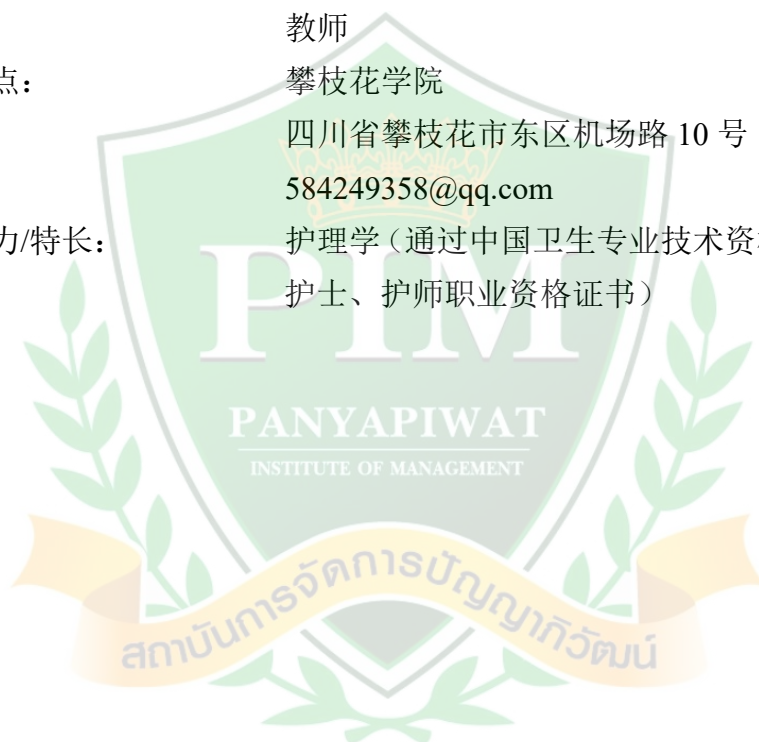 教师
点： 攀枝花学院
四川省攀枝花市东区机场路 10 号
584249358@qq.com
力/特长： 护理学（通过中国卫生专业技术资
护士、护师职业资格证书）
PIM
PANYAPIWAT
INSTITUTE OF MANAGEMENT
สถาบันการจัดการปัญญาภิวัฒน์